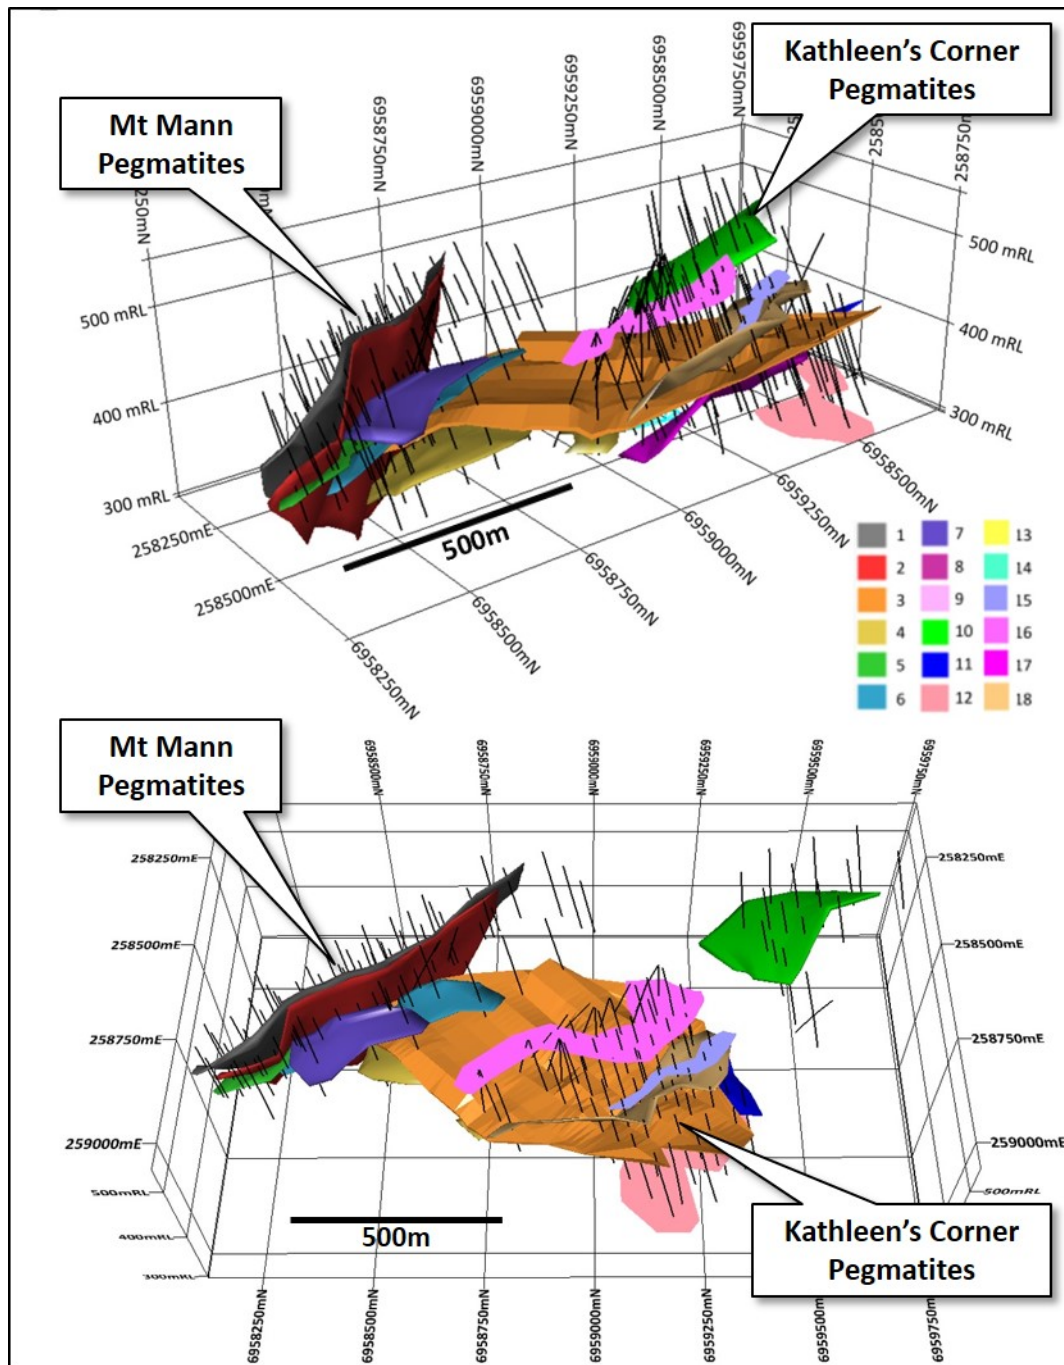 Kathleen's Corner
Pegmatites
Mt Mann
Pegmatites
250mN
6958750mN
6959000mN
6959250mN
6958500mN
6959750mN
2585
258750mN
500 mRL
400 mRL
300 mRL
500 mRL
400 mRL
300 mRL
258250mE
258500mE
500m
6958250mN
6958500mN
6958750mN
6959000mN
6959250mN
6958500mN
1 7 13
2 8 14
3 9 15
4 10 16
5 11 17
6 12 18
Mt Mann
Pegmatites
6958500mN
6958750mN
6959000mN
6959250mN
6959500mN
6959750mN
258250mE
258500mE
258750mE
259000mE
500mRL
400mRL
300mRL
258250mE
258500mE
258750mE
259000mE
500mRL
500m
Kathleen's Corner
Pegmatites
6958250mN
6958500mN
6958750mN
6959000mN
6959250mN
6959500mN
6959750mN